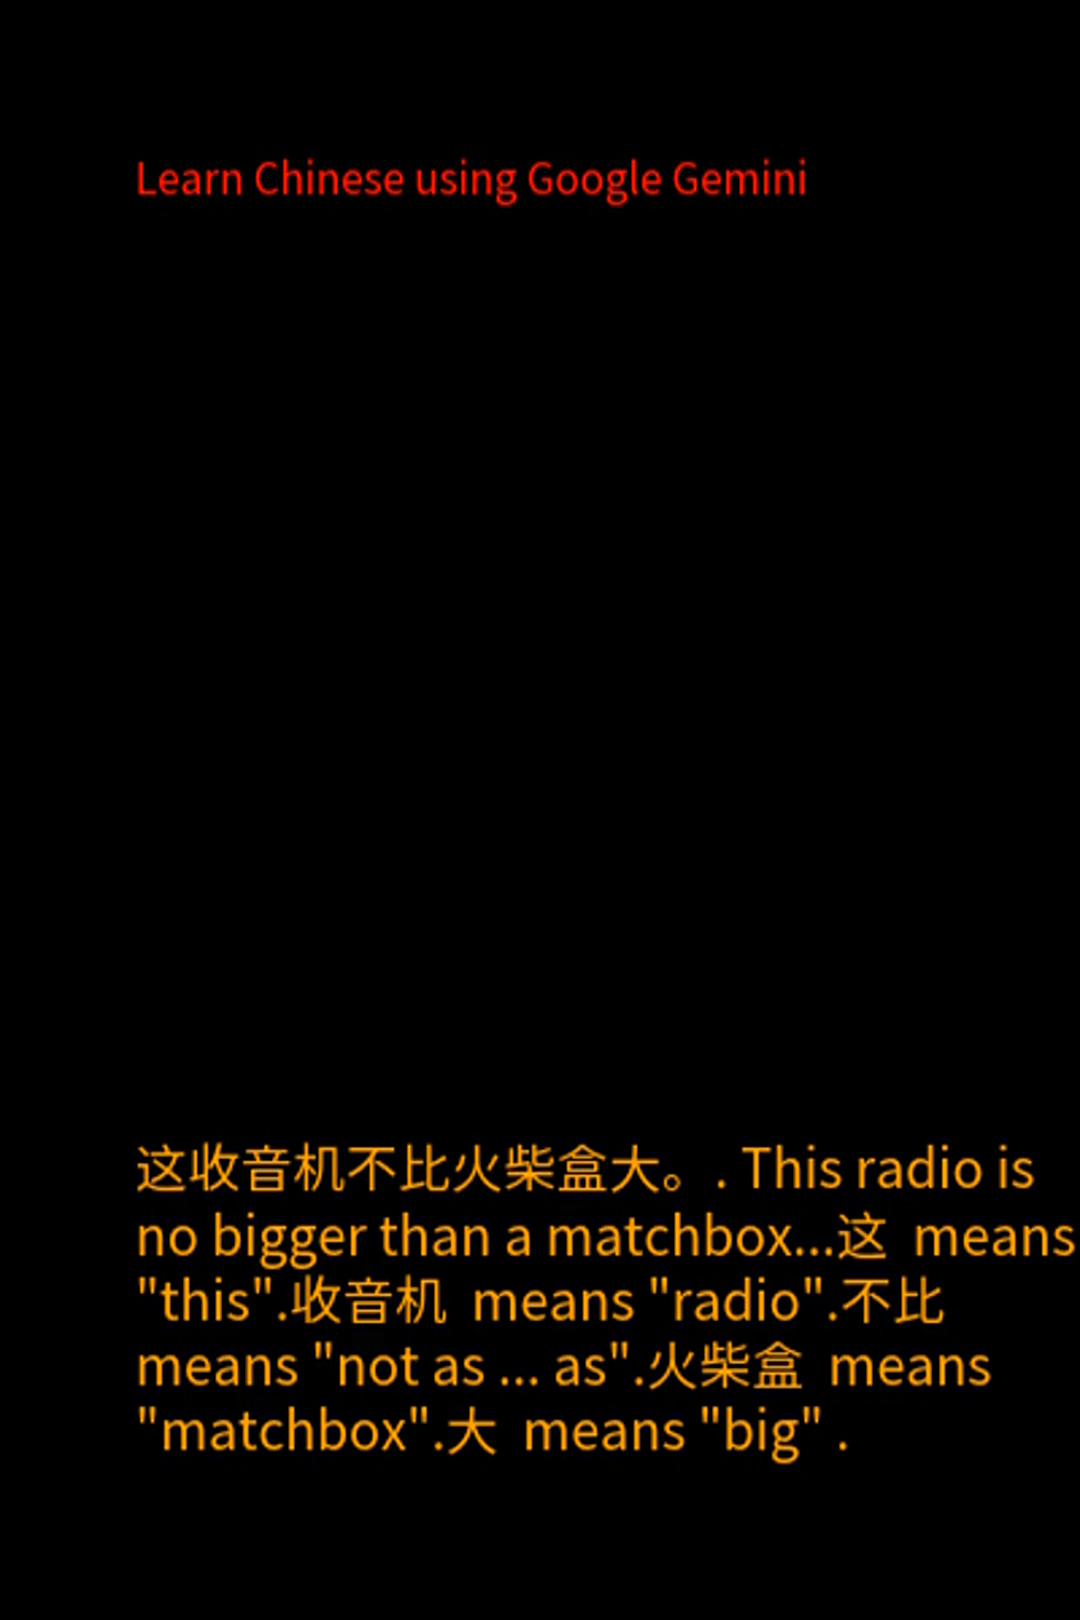 Learn Chinese using Google Gemini
这收音机不比火柴盒大。. This radio is
no bigger than a matchbox...这 means
"this".收音机 means "radio".不比
means "not as ... as".火柴盒 means
"matchbox".大 means "big" .